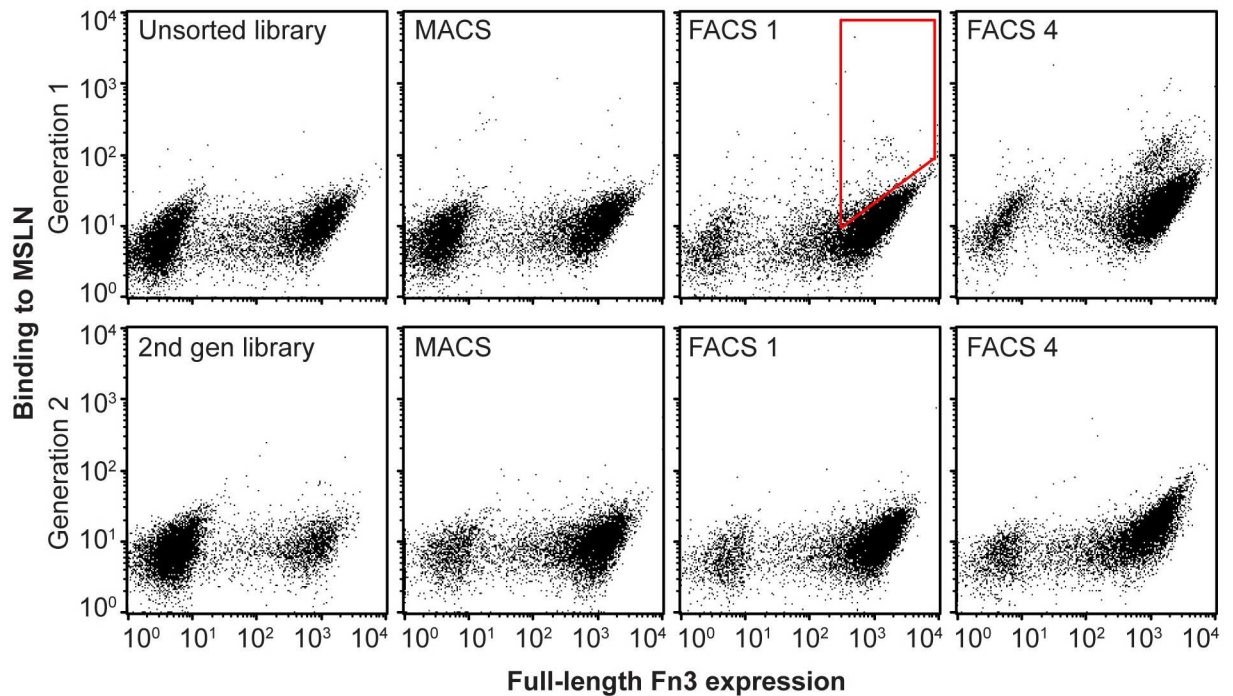 Unsorted library
MACS
FACS 1
FACS 4
10⁴
10³
10²
10¹
10⁰
Generation 1
Binding to MSLN
2nd gen library
MACS
FACS 1
FACS 4
10⁴
10³
10²
10¹
10⁰
Generation 2
10⁰ 10¹ 10² 10³ 10⁴
10⁰ 10¹ 10² 10³ 10⁴
10⁰ 10¹ 10² 10³ 10⁴
10⁰ 10¹ 10² 10³ 10⁴
Full-length Fn3 expression